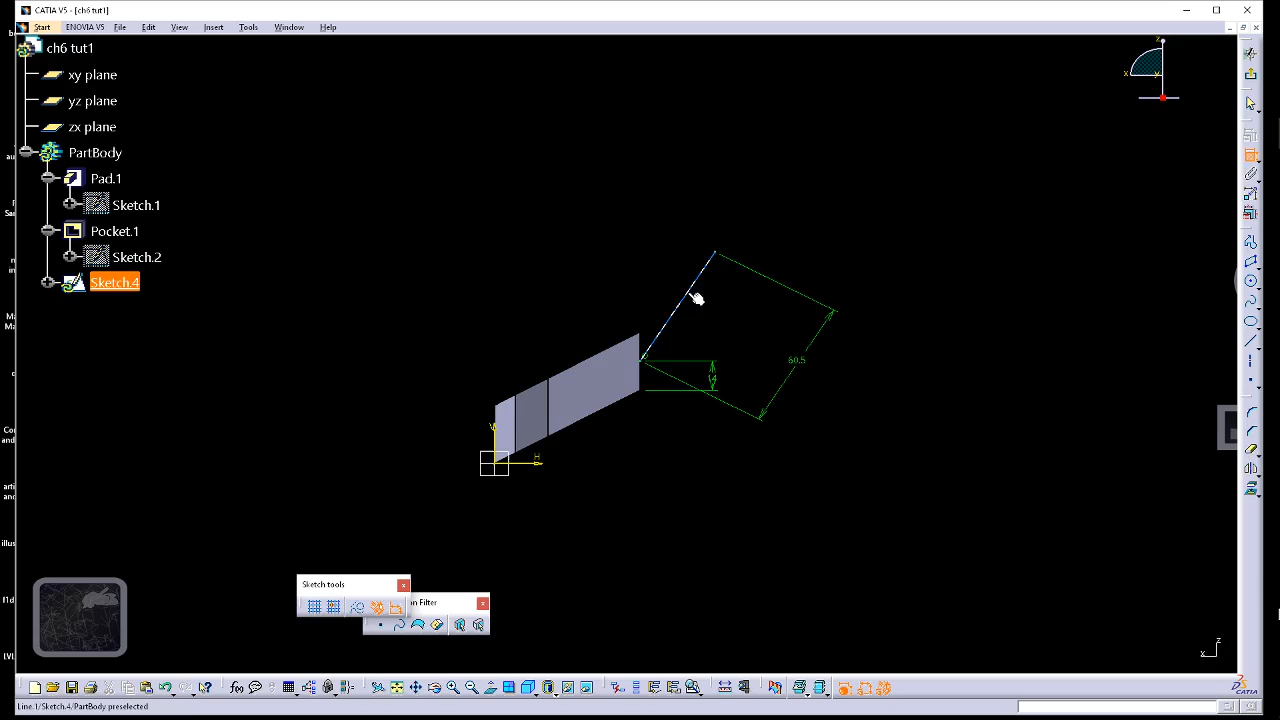 CATIA V5 - [ch6 tut1]
Start ENOVIA V5 File Edit View Insert Tools Window Help
ch6 tut1
xy plane
yz plane
zx plane
PartBody
Pad.1
Sketch.1
Pocket.1
Sketch.2
Sketch.4
z
x
y
60.5
V
H
Sketch tools
n Filter
z
x
Line.1/Sketch.4/PartBody preselected